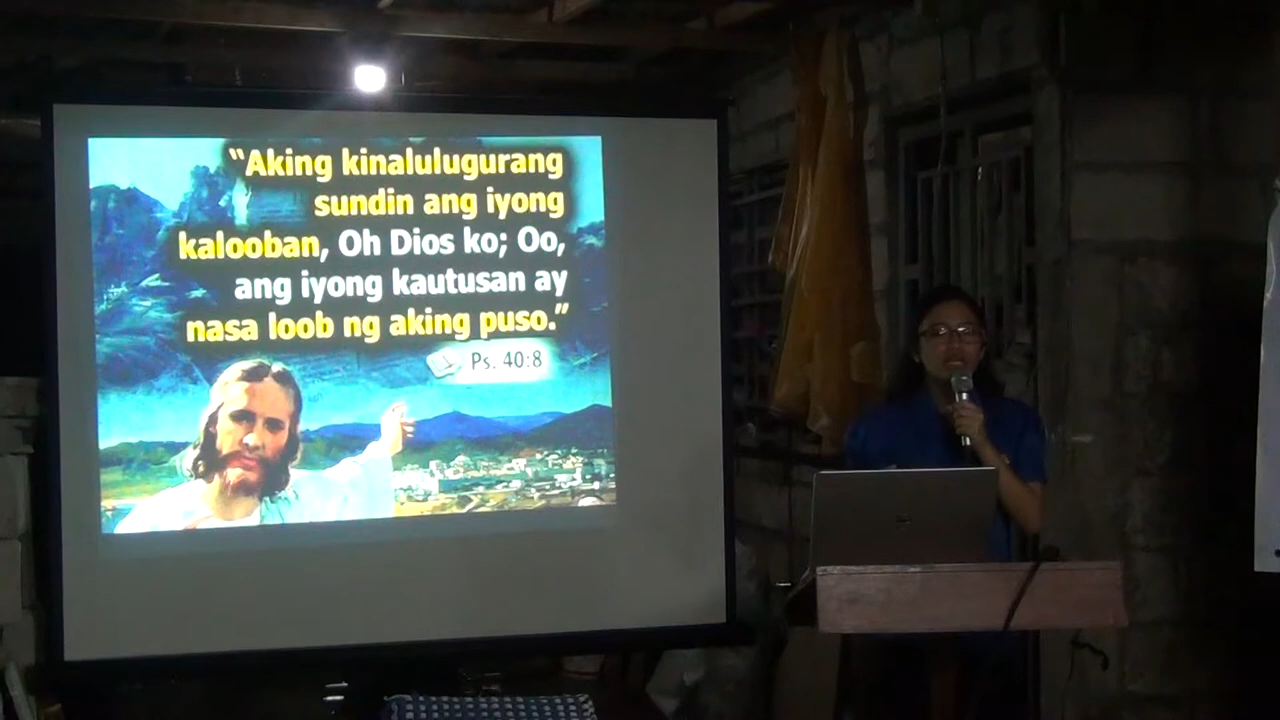 “Aking kinalulugurang
sundin ang iyong
kalooban, Oh Dios ko; Oo,
ang iyong kautusan ay
nasa loob ng aking puso.”
Ps. 40:8